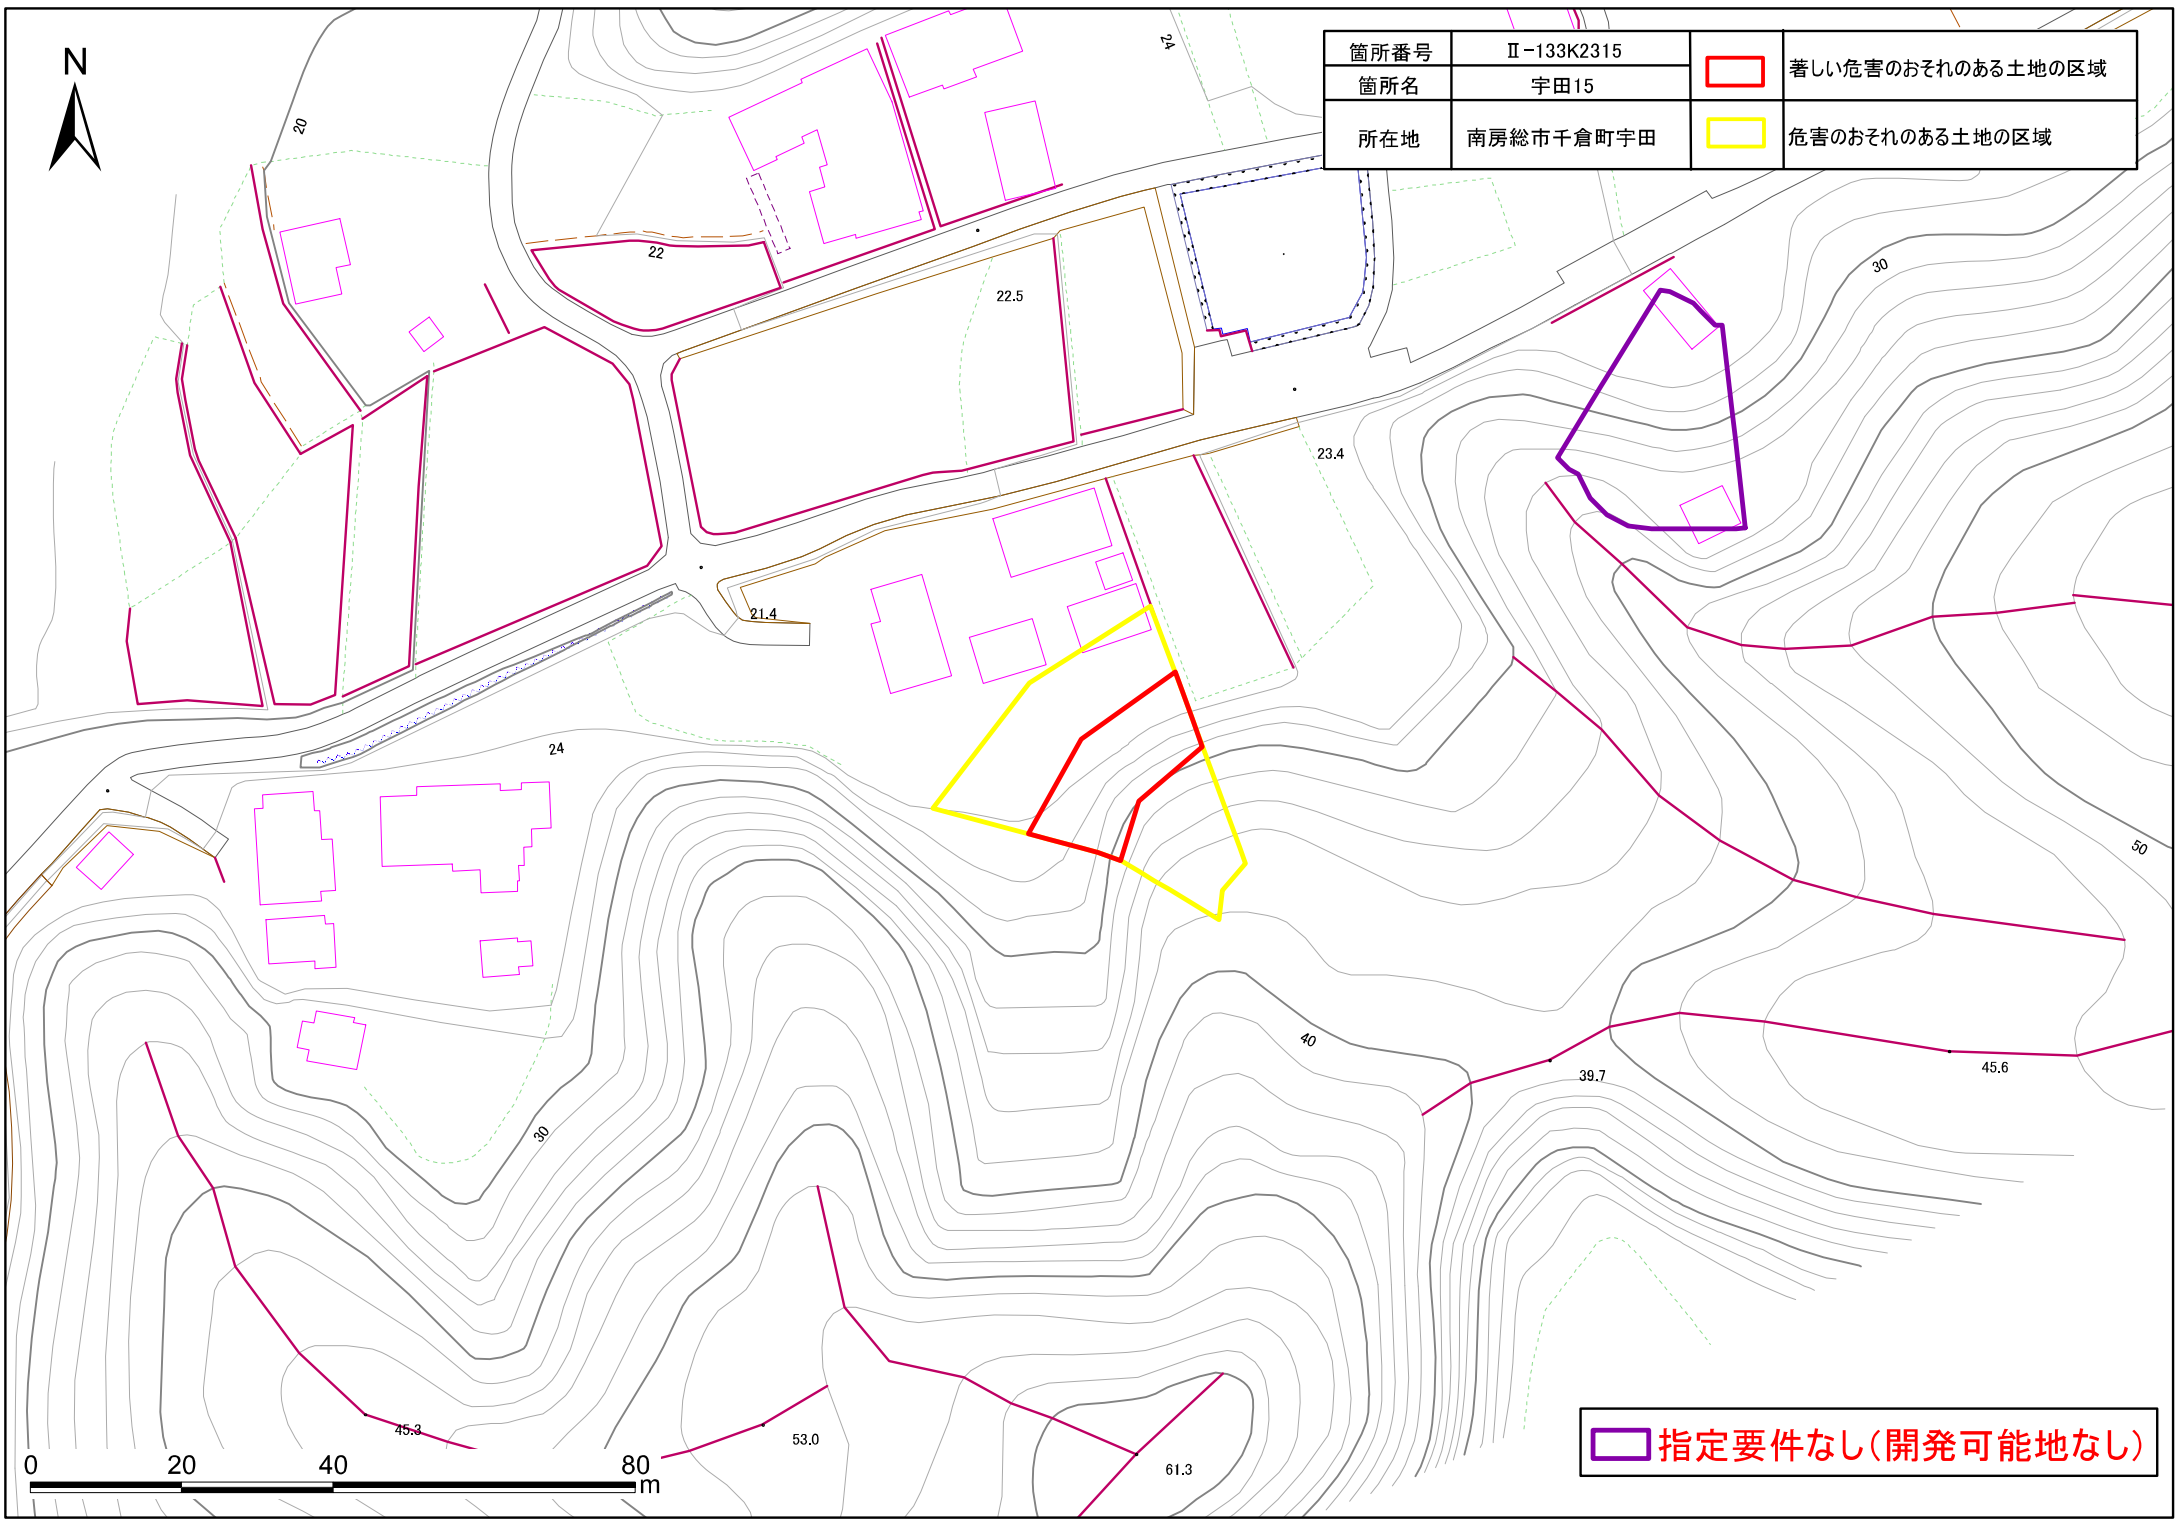 N
箇所番号 Ⅱ-133K2315
著しい危害のおそれのある土地の区域
箇所名 宇田15
所在地 南房総市千倉町宇田
危害のおそれのある土地の区域
24
20
22
22.5
30
23.4
21.4
24
50
40
39.7
45.6
30
45.3
53.0
61.3
指定要件なし(開発可能地なし)
0 20 40 80
m